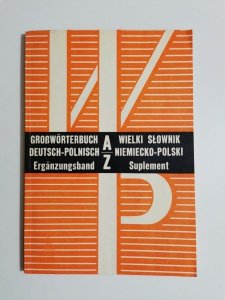 GROßWÖRTERBUCH
DEUTSCH-POLNISCH
Ergänzungsband
A
Z
WIELKI SŁOWNIK
NIEMIECKO-POLSKI
Suplement